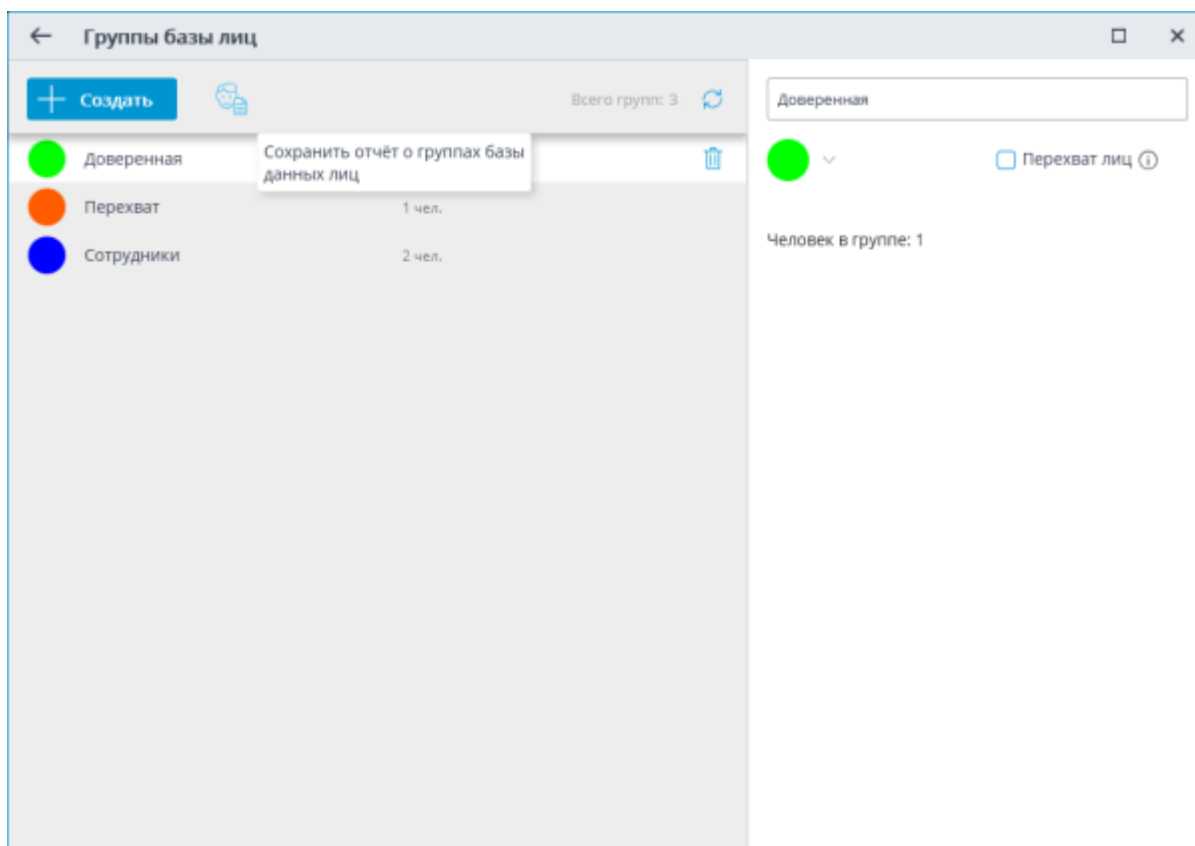 Группы базы лиц
Создать
Всего групп: 3
Доверенная
Сохранить отчёт о группах базы
данных лиц
Перехват
1 чел.
Сотрудники
2 чел.
Доверенная
Перехват лиц
Человек в группе: 1